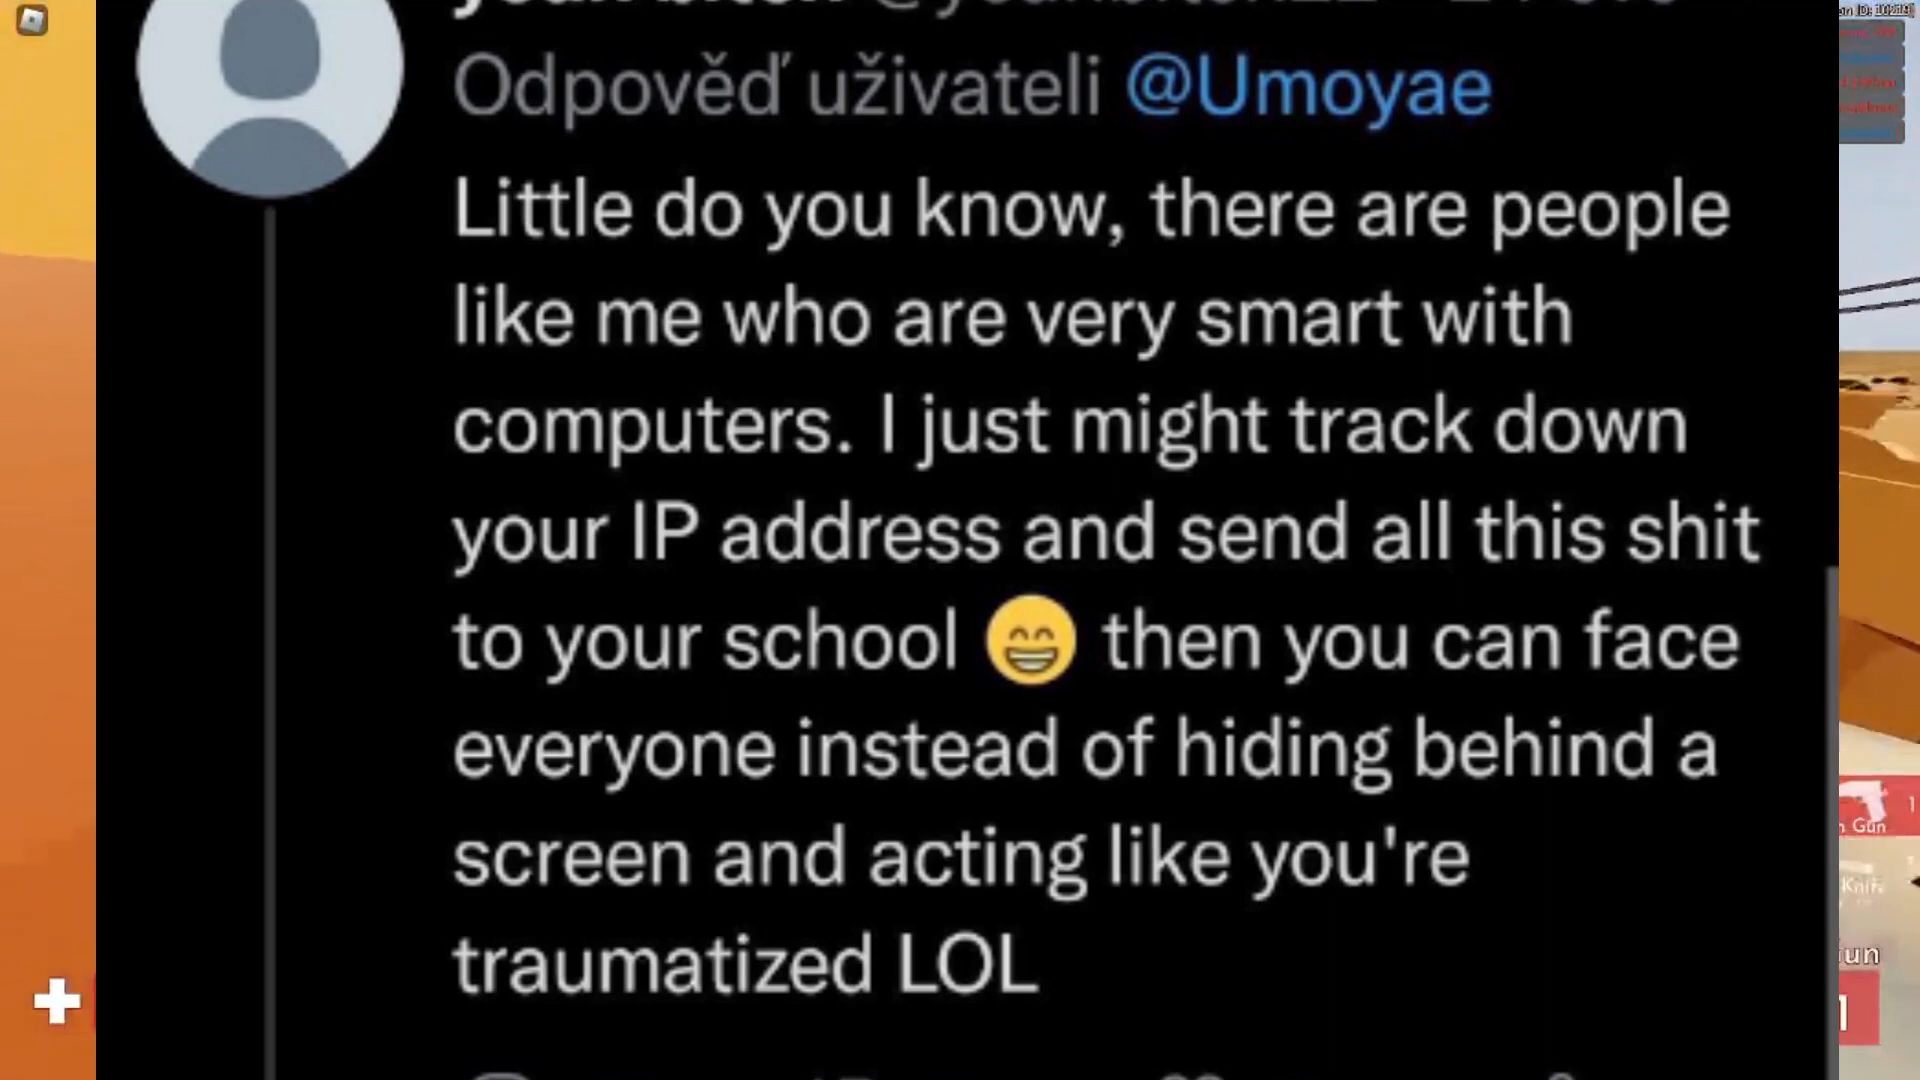 Odpověď uživateli @Umoyae
Little do you know, there are people
like me who are very smart with
computers. I just might track down
your IP address and send all this shit
to your school 😁 then you can face
everyone instead of hiding behind a
screen and acting like you're
traumatized LOL
Gun
Knife